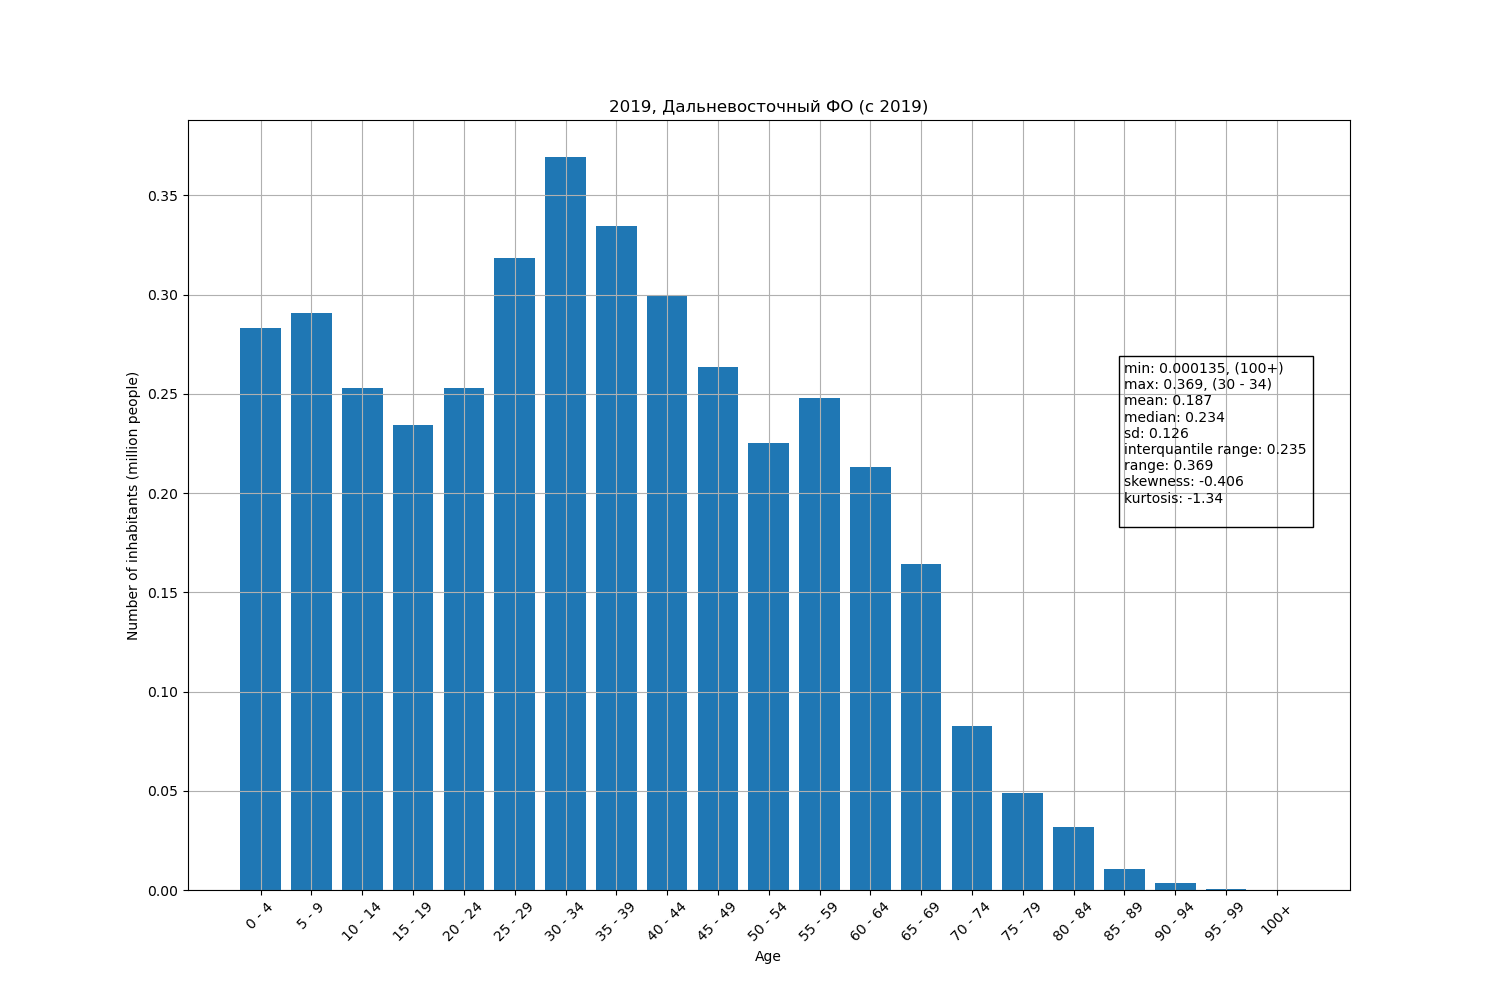 2019, Дальневосточный ФО (с 2019)
Number of inhabitants (million people)
0.35
0.30
0.25
0.20
0.15
0.10
0.05
0.00
min: 0.000135, (100+)
max: 0.369, (30 - 34)
mean: 0.187
median: 0.234
sd: 0.126
interquantile range: 0.235
range: 0.369
skewness: -0.406
kurtosis: -1.34
0 - 4
5 - 9
10 - 14
15 - 19
20 - 24
25 - 29
30 - 34
35 - 39
40 - 44
45 - 49
50 - 54
55 - 59
60 - 64
65 - 69
70 - 74
75 - 79
80 - 84
85 - 89
90 - 94
95 - 99
100+
Age